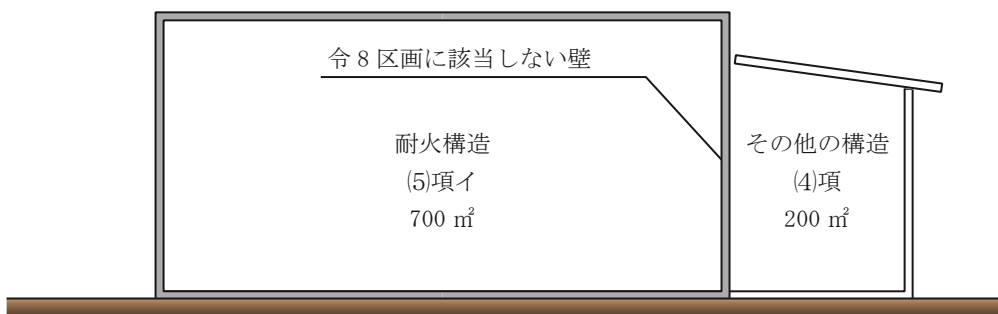 令8区画に該当しない壁
耐火構造
⑸項イ
700 ㎡
その他の構造
⑷項
200 ㎡